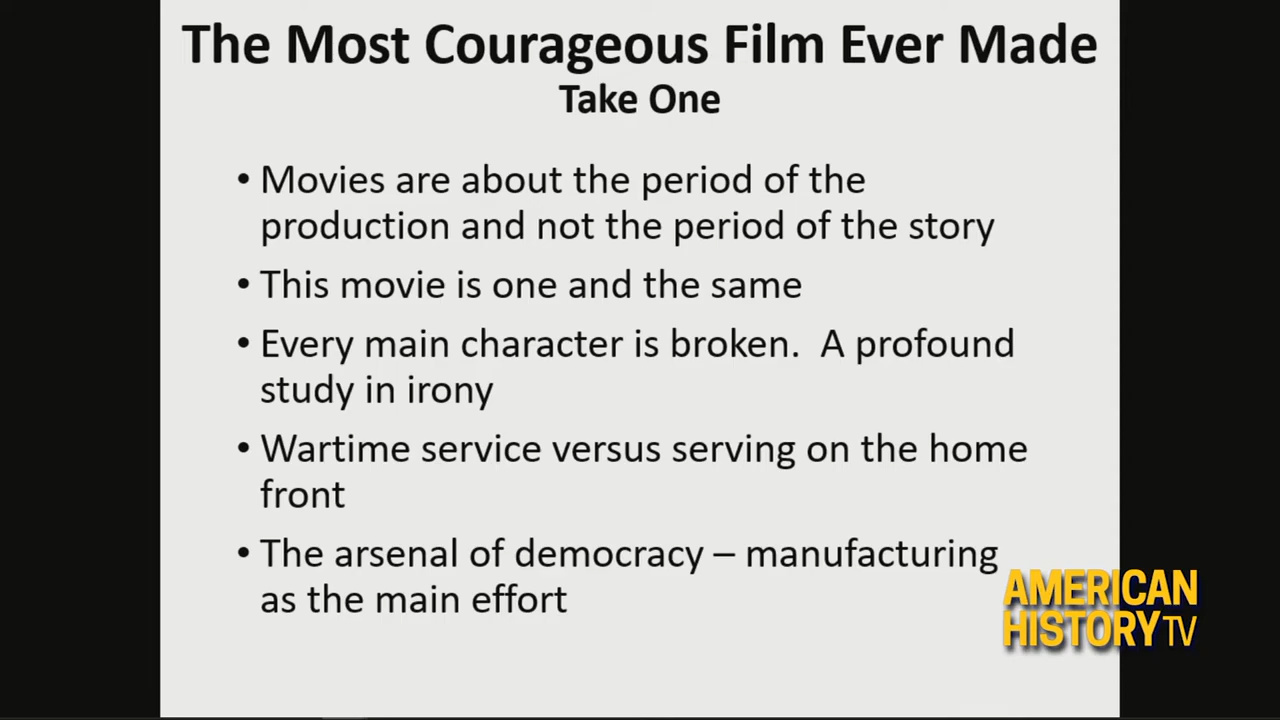 The Most Courageous Film Ever Made
Take One
• Movies are about the period of the
production and not the period of the story
• This movie is one and the same
• Every main character is broken.  A profound
study in irony
• Wartime service versus serving on the home
front
• The arsenal of democracy – manufacturing
as the main effort
AMERICAN
HISTORY TV